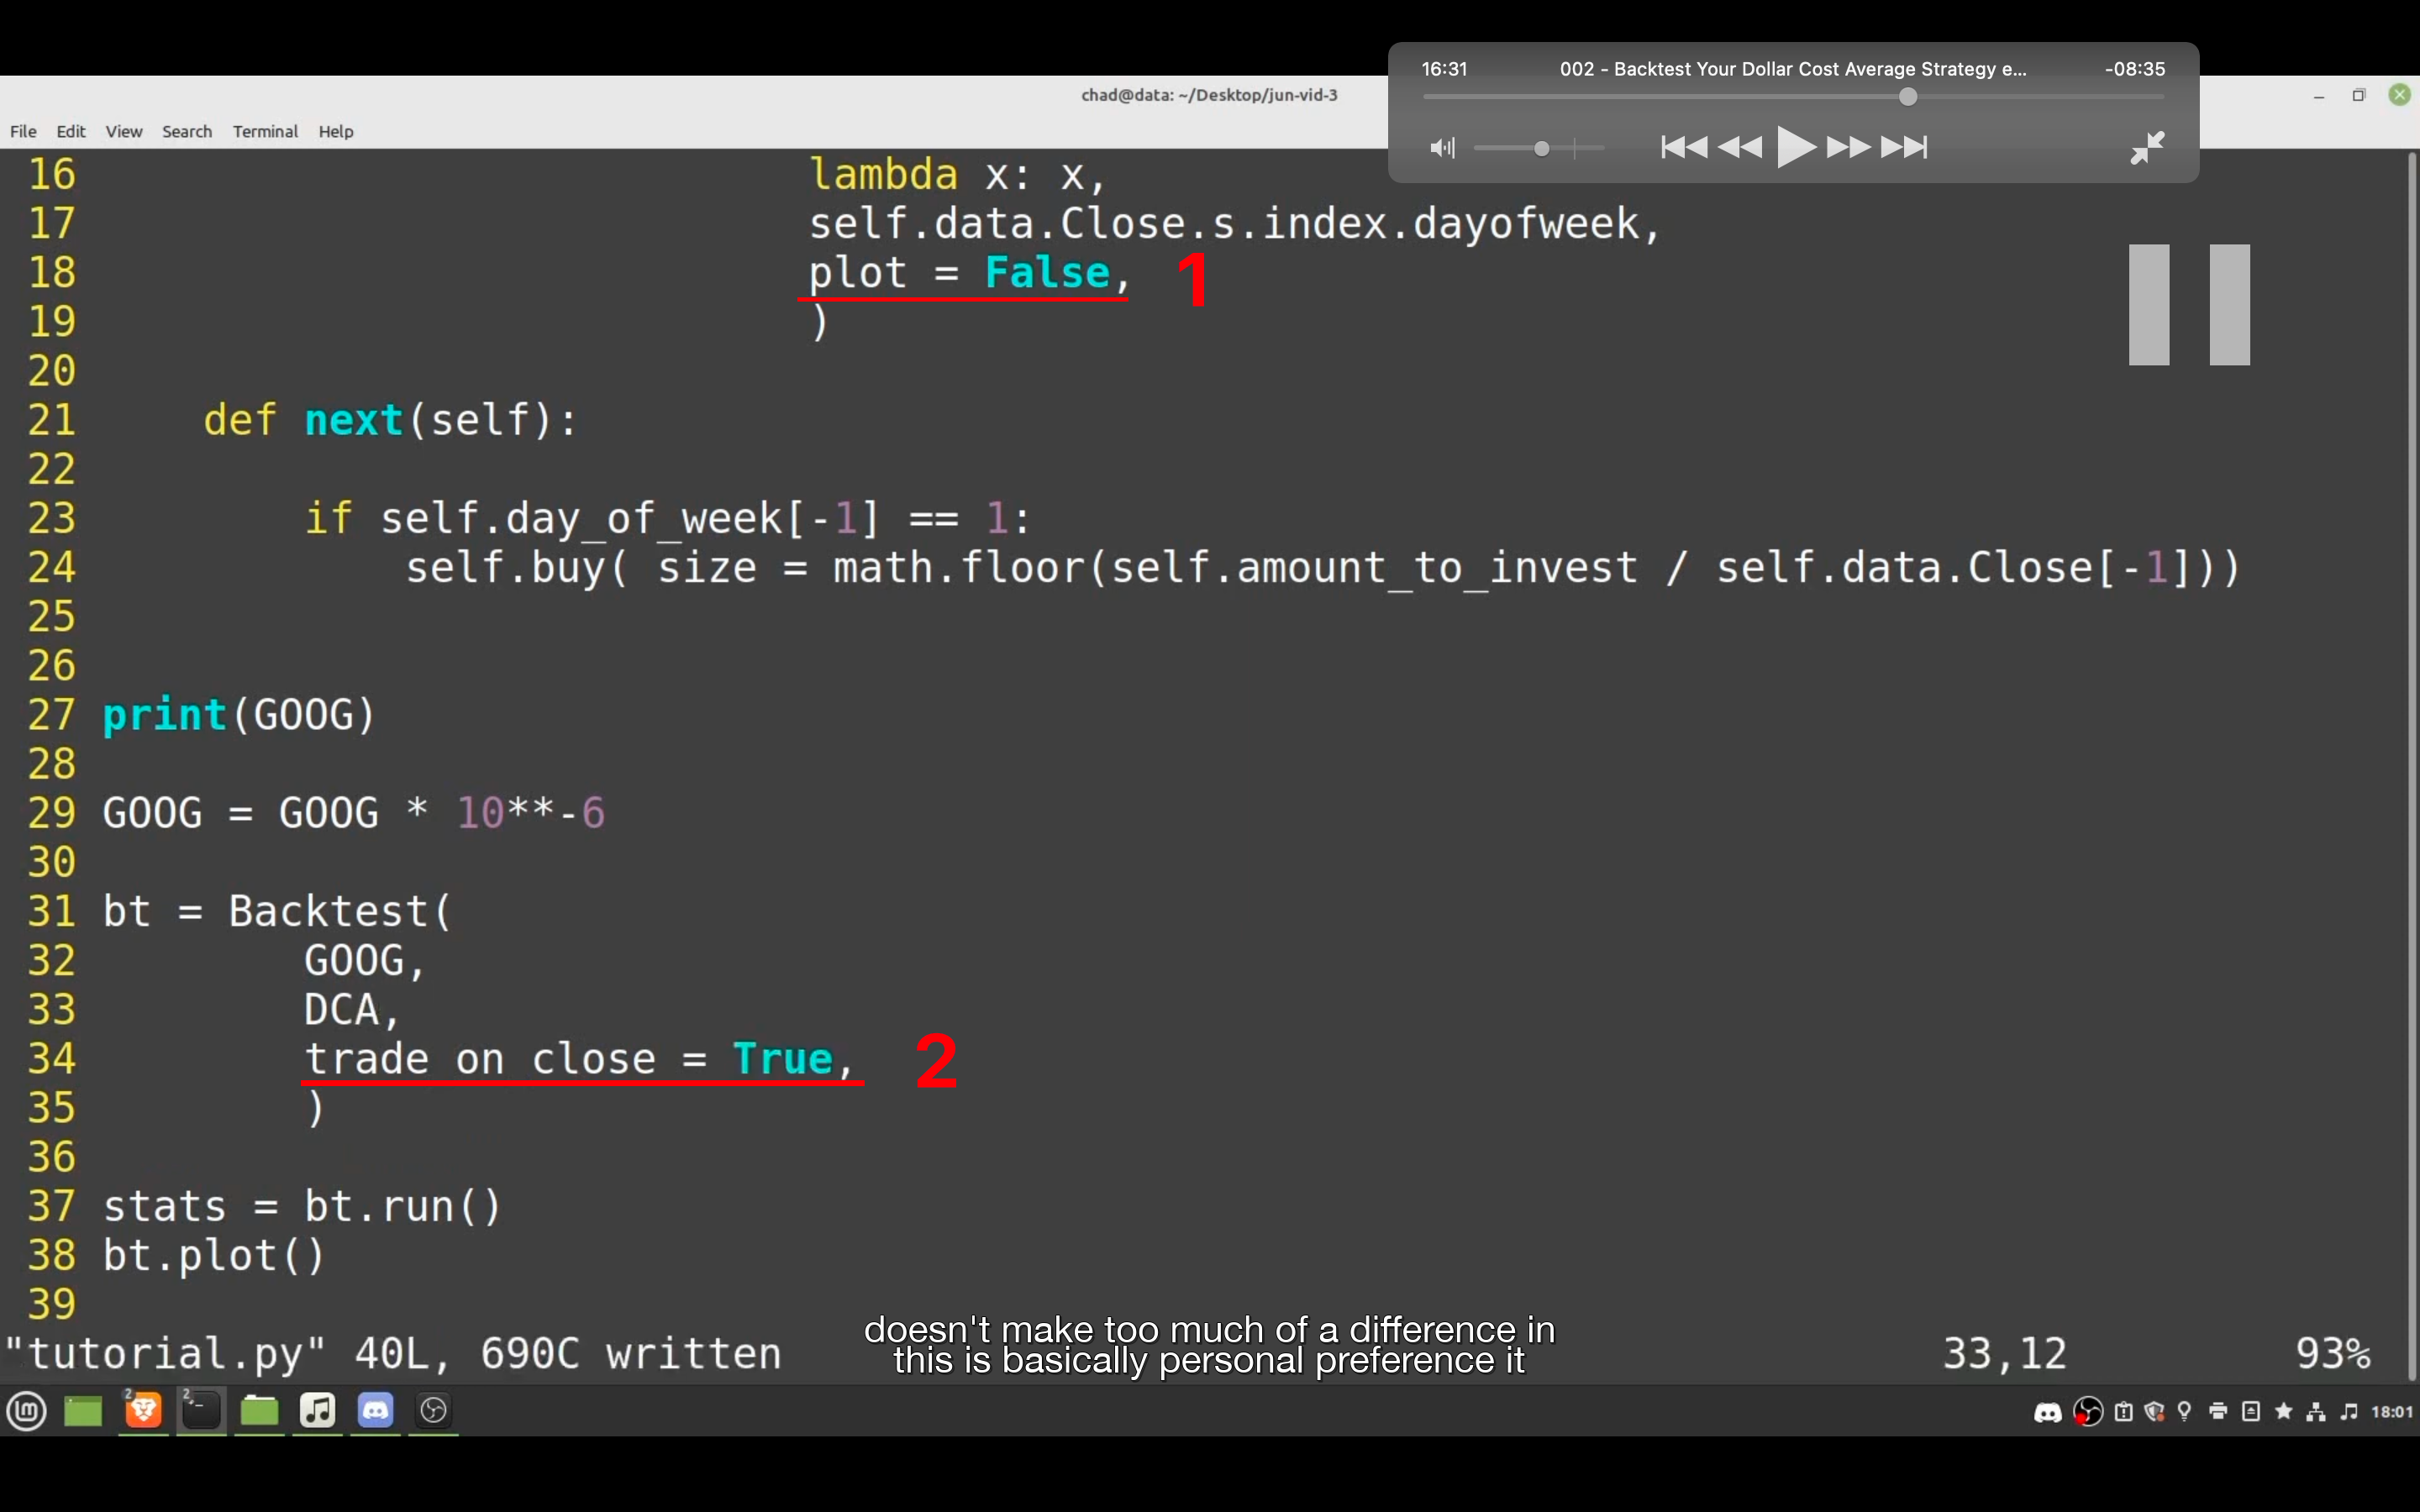 16:31 002 - Backtest Your Dollar Cost Average Strategy e... -08:35
chad@data: ~/Desktop/jun-vid-3
File Edit View Search Terminal Help
16 lambda x: x,
17 self.data.Close.s.index.dayofweek,
18 plot = False, 1
19 )
20
21 def next(self):
22
23 if self.day_of_week[-1] == 1:
24 self.buy( size = math.floor(self.amount_to_invest / self.data.Close[-1]))
25
26
27 print(GOOG)
28
29 GOOG = GOOG * 10**-6
30
31 bt = Backtest(
32 GOOG,
33 DCA,
34 trade on close = True, 2
35 )
36
37 stats = bt.run()
38 bt.plot()
39
doesn't make too much of a difference in
this is basically personal preference it
"tutorial.py" 40L, 690C written 33,12 93%
2 2 18:01